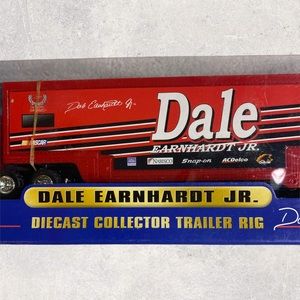 Dale Earnhardt Jr.
Dale
EARNHARDT JR.
NASCAR
NABISCO
Snap-on
ACDelco
DALE EARNHARDT JR.
DIECAST COLLECTOR TRAILER RIG